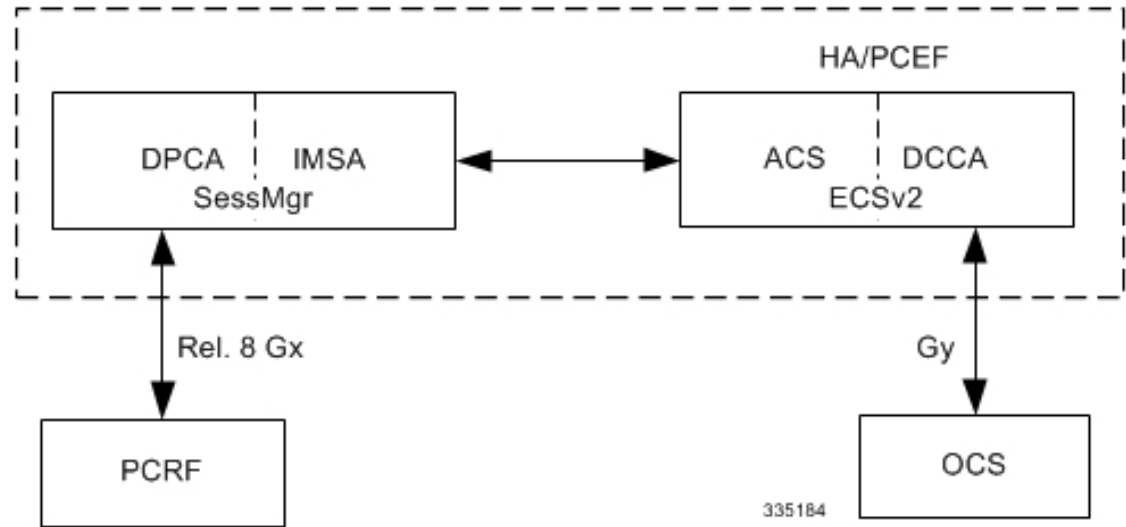 HA/PCEF
DPCA IMSA
SessMgr
ACS DCCA
ECSv2
Rel. 8 Gx
Gy
PCRF
OCS
335184